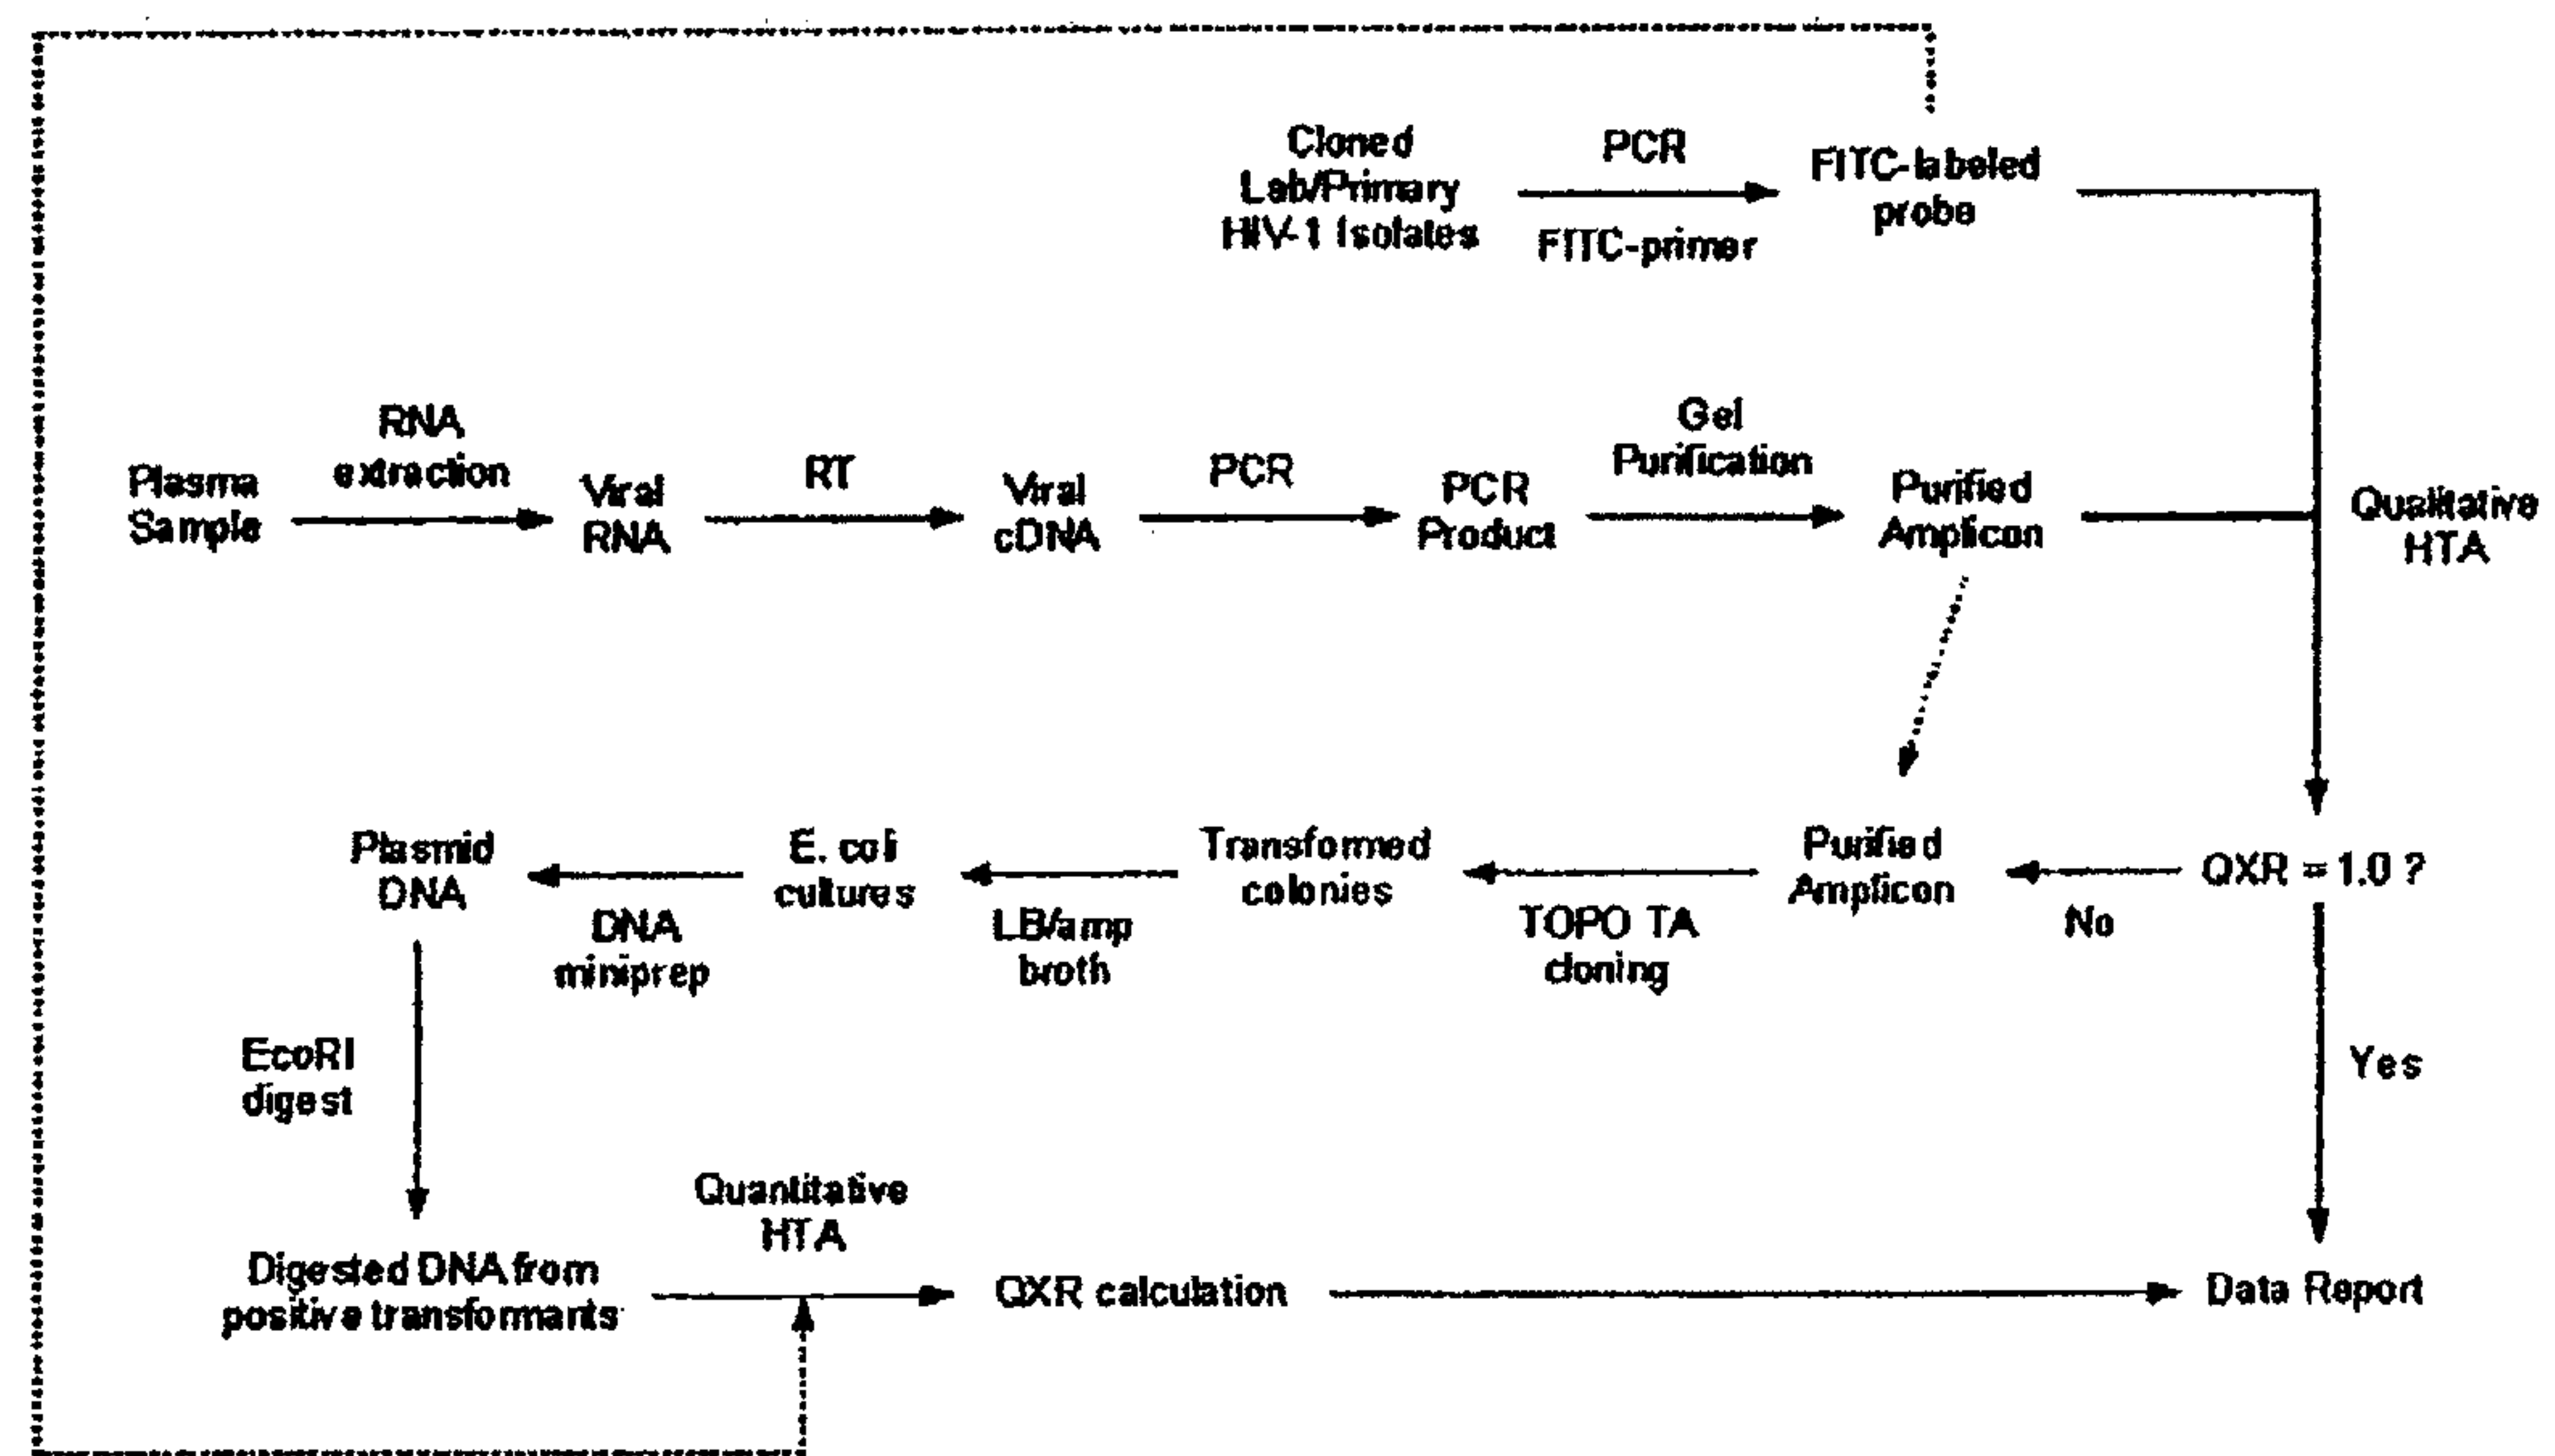 Cloned
Lab/Primary
HIV-1 Isolates
PCR
FITC-primer
FITC-labeled
probe
Plasma
Sample
RNA
extraction
Viral
RNA
RT
Viral
cDNA
PCR
PCR
Product
Gel
Purification
Purified
Amplicon
Qualitative
HTA
Plasmid
DNA
DNA
miniprep
E. coli
cultures
LB/amp
broth
Transformed
colonies
TOPO TA
cloning
Purified
Amplicon
No
QXR = 1.0 ?
Yes
EcoRI
digest
Digested DNA from
positive transformants
Quantitative
HTA
QXR calculation
Data Report